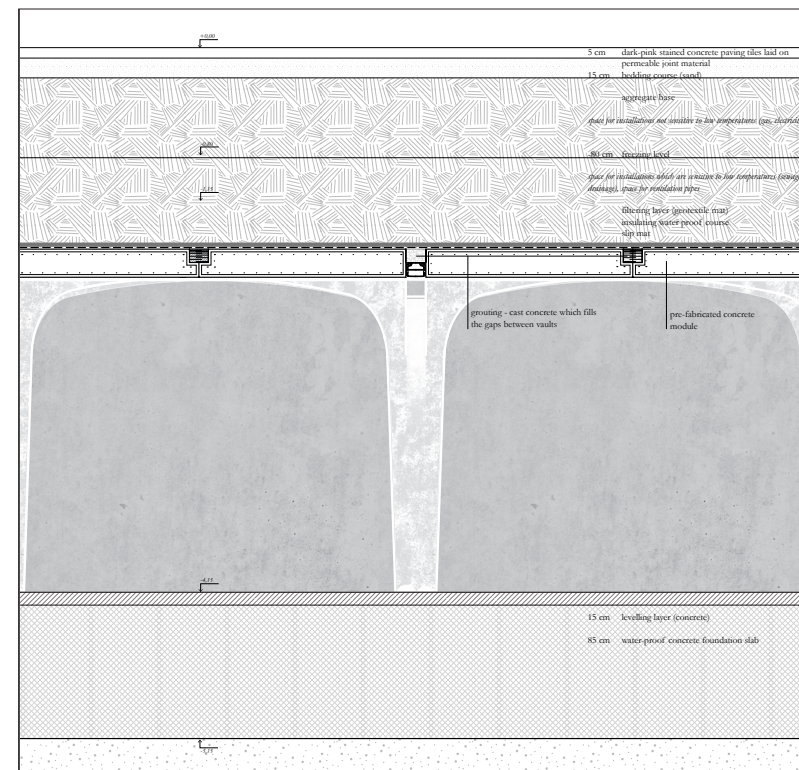 +0,00
5 cm dark-pink stained concrete paving tiles laid on
permeable joint material
15 cm bedding course (sand)
aggregate base
space for installations not sensitive to low temperatures (gas,
-0,80
-80 cm freezing level
space for installations which are sensitive to low temperatures
-1,15
drainage), space for ventilation pipes
filtering layer (geotextile mat)
insulating water proof course
slip mat
grouting - cast concrete which fills
the gaps between vaults
pre-fabricated concrete
module
-4,15
15 cm levelling layer (concrete)
85 cm water-proof concrete foundation slab
-5,15